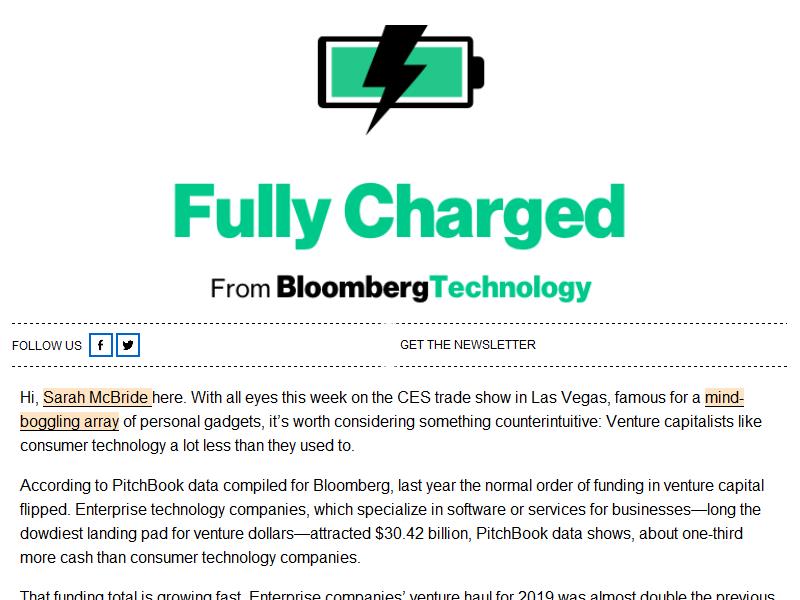 Fully Charged
From BloombergTechnology
FOLLOW US
GET THE NEWSLETTER
Hi, Sarah McBride here. With all eyes this week on the CES trade show in Las Vegas, famous for a mind-
boggling array of personal gadgets, it’s worth considering something counterintuitive: Venture capitalists like
consumer technology a lot less than they used to.
According to PitchBook data compiled for Bloomberg, last year the normal order of funding in venture capital
flipped. Enterprise technology companies, which specialize in software or services for businesses—long the
dowdiest landing pad for venture dollars—attracted $30.42 billion, PitchBook data shows, about one-third
more cash than consumer technology companies.
That funding total is growing fast. Enterprise companies’ venture haul for 2019 was almost double the previous